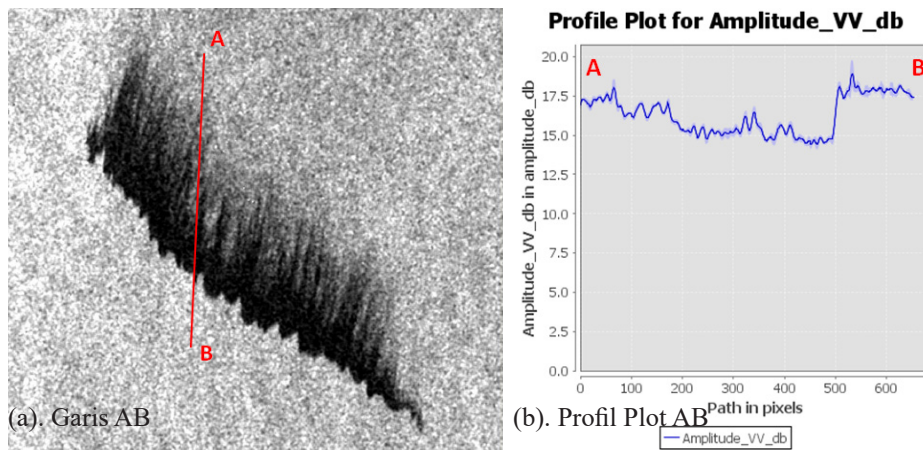 A
B
(a). Garis AB
Profile Plot for Amplitude_VV_db
A
B
Amplitude_VV_db in amplitude_db
20.0
17.5
15.0
12.5
10.0
7.5
5.0
2.5
0.0
0 100 200 300 400 500 600
Path in pixels
(b). Profil Plot AB
Amplitude_VV_db